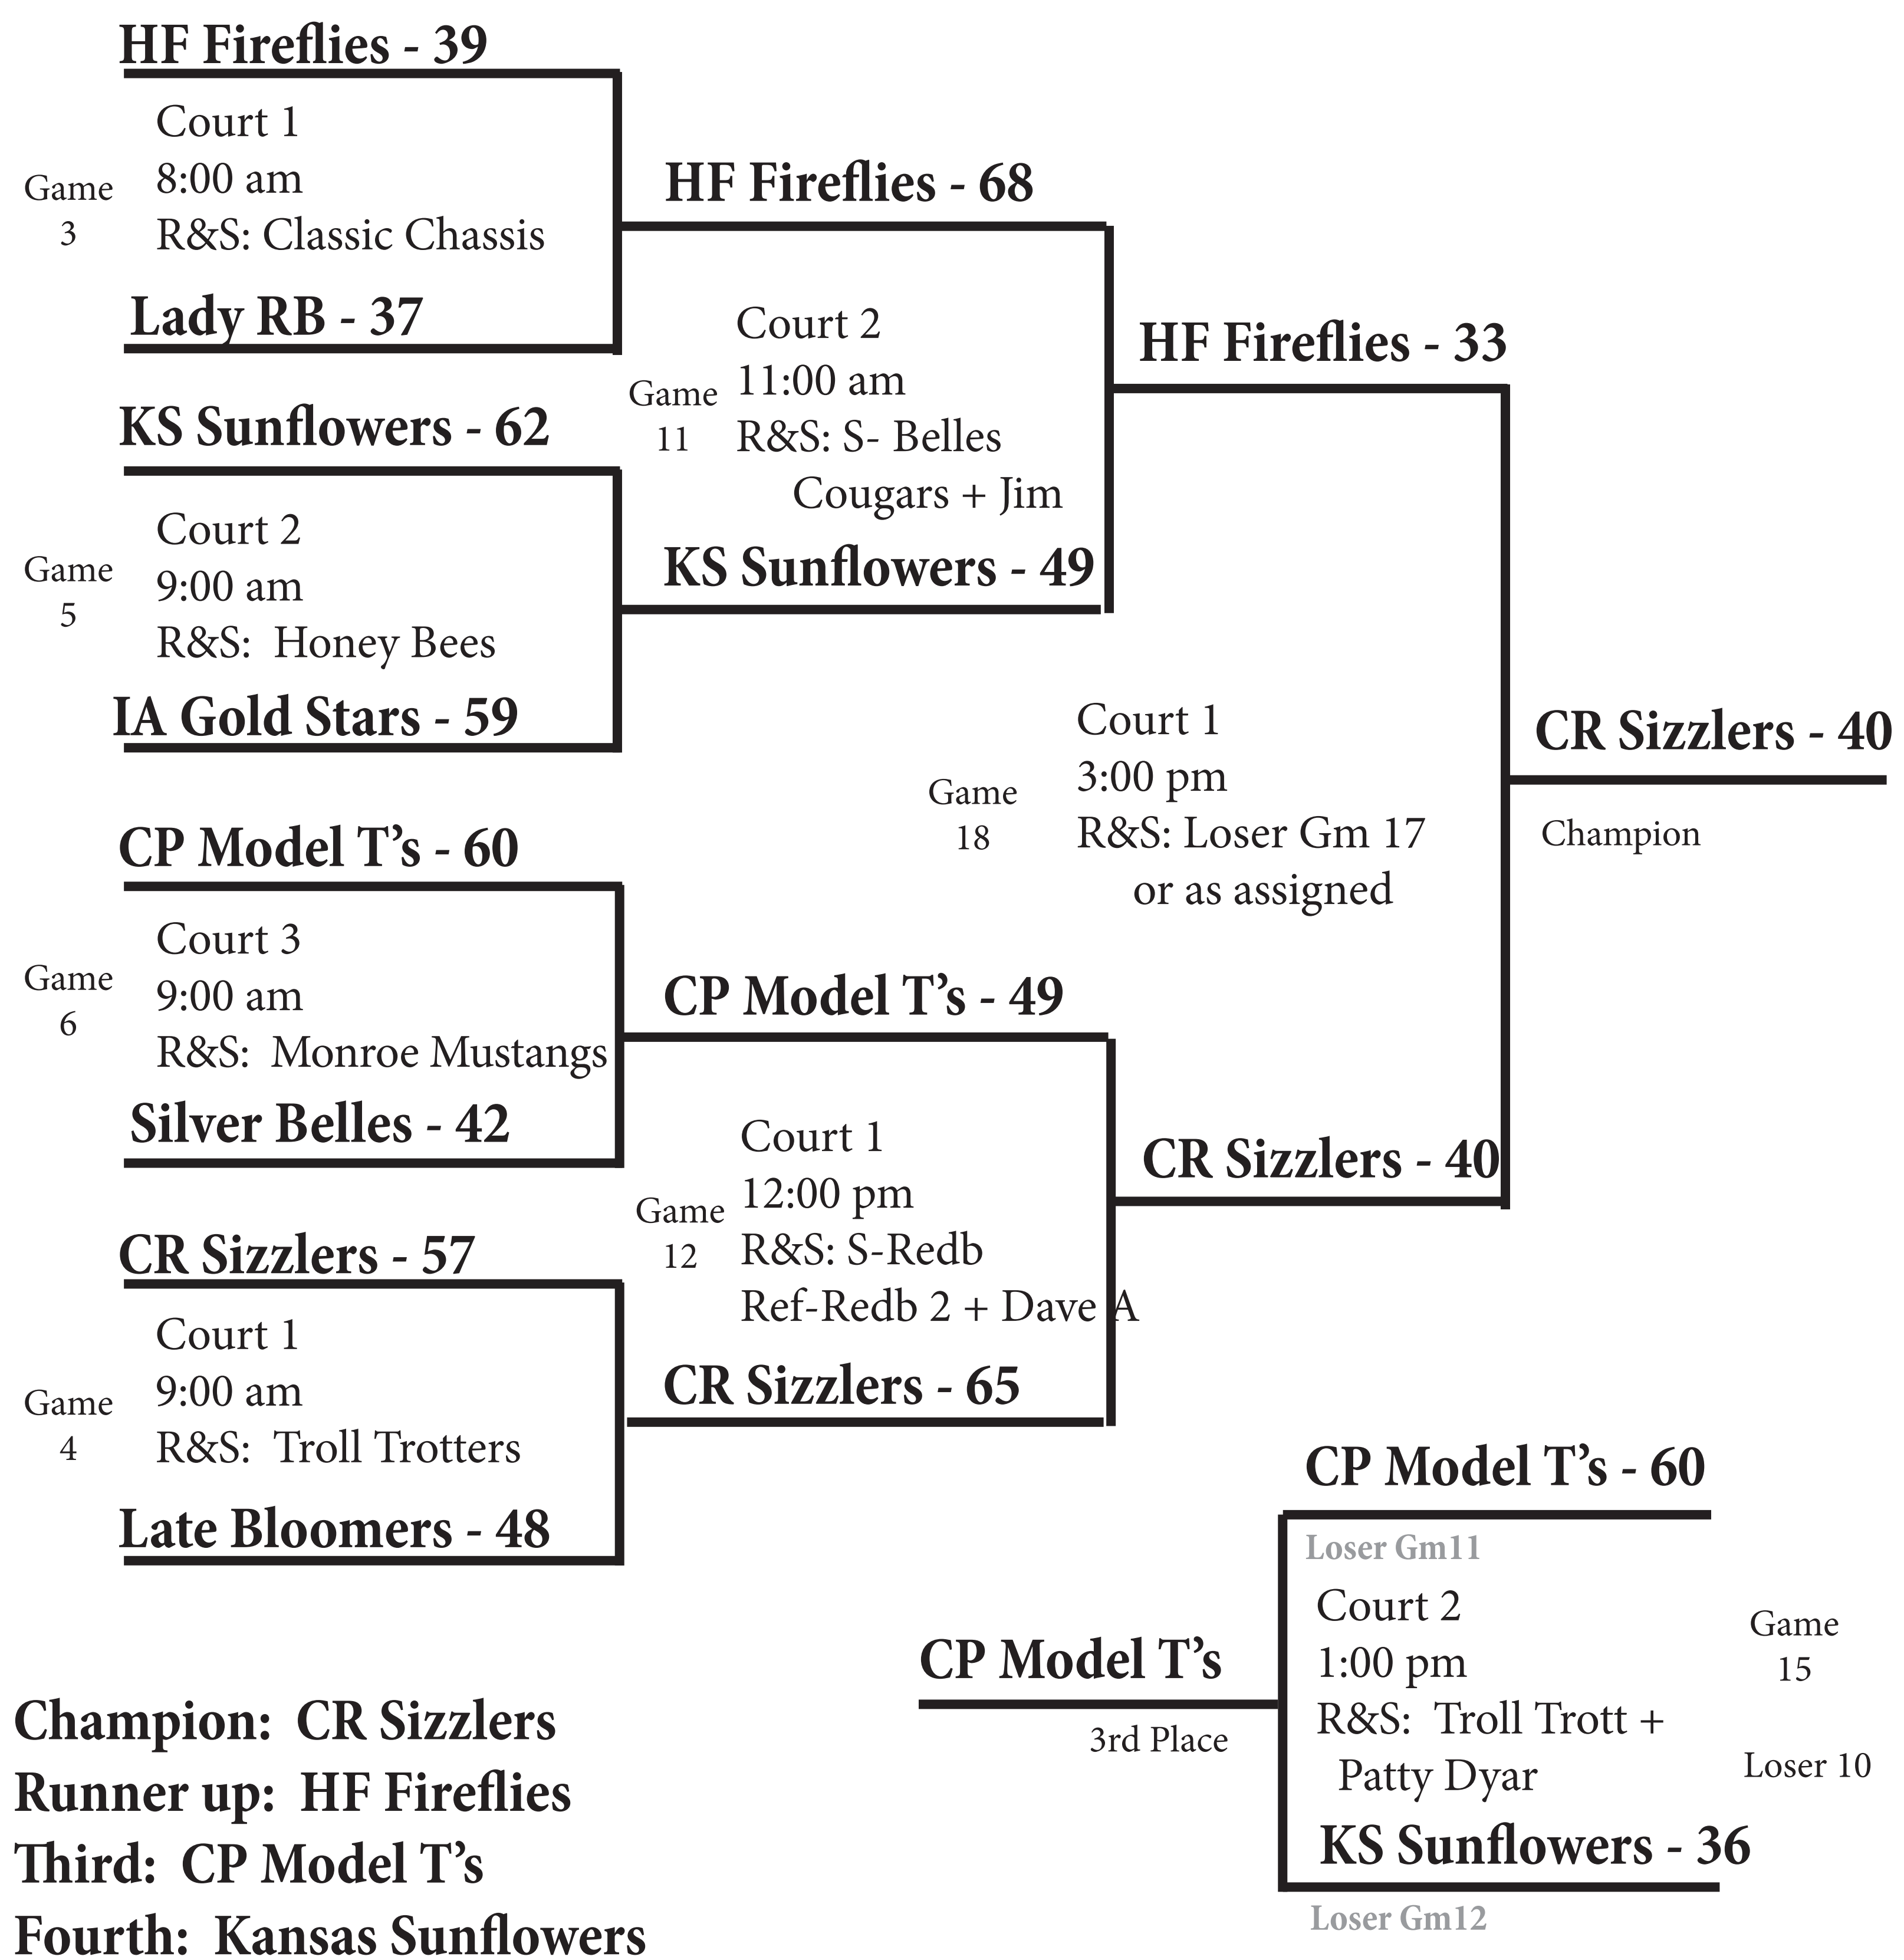 HF Fireflies - 39
Court 1
8:00 am
R&S: Classic Chassis
Game
3
Lady RB - 37
KS Sunflowers - 62
Court 2
9:00 am
R&S:  Honey Bees
Game
5
IA Gold Stars - 59
CP Model T’s - 60
Court 3
9:00 am
R&S:  Monroe Mustangs
Game
6
Silver Belles - 42
CR Sizzlers - 57
Court 1
9:00 am
R&S:  Troll Trotters
Game
4
Late Bloomers - 48
HF Fireflies - 68
Court 2
11:00 am
R&S: S- Belles
Cougars + Jim
Game
11
KS Sunflowers - 49
CP Model T’s - 49
Court 1
12:00 pm
R&S: S-Redb
Ref-Redb 2 + Dave A
Game
12
CR Sizzlers - 65
HF Fireflies - 33
Court 1
3:00 pm
R&S: Loser Gm 17
or as assigned
Game
18
CR Sizzlers - 40
CR Sizzlers - 40
Champion
CP Model T’s - 60
Loser Gm11
Court 2
1:00 pm
R&S:  Troll Trott +
Patty Dyar
Game
15
Loser 10
KS Sunflowers - 36
Loser Gm12
CP Model T’s
3rd Place
Champion:  CR Sizzlers
Runner up:  HF Fireflies
Third:  CP Model T’s
Fourth:  Kansas Sunflowers